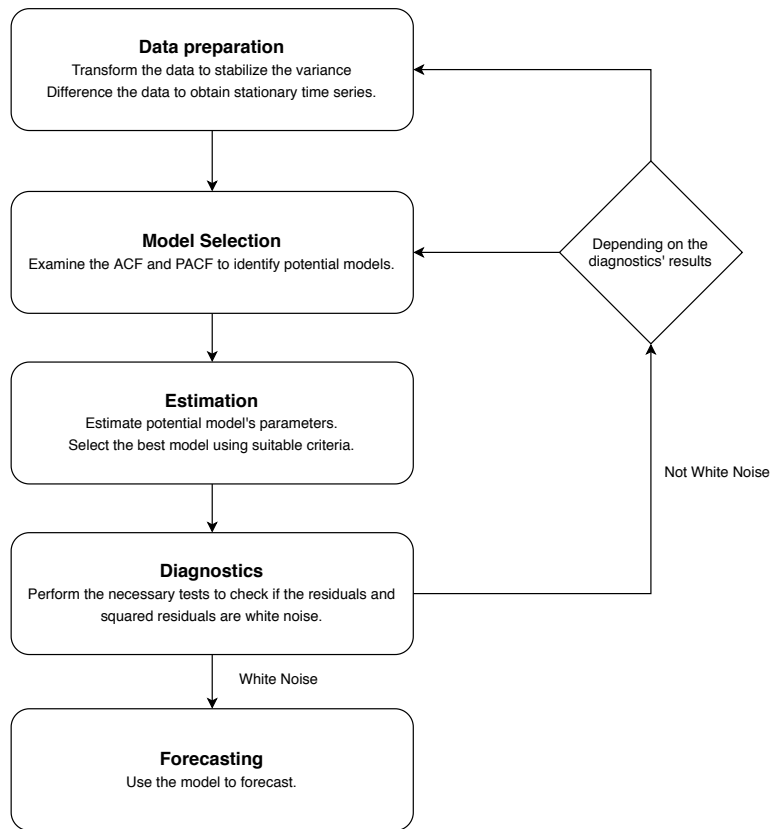 Data preparation
Transform the data to stabilize the variance
Difference the data to obtain stationary time series.
Model Selection
Examine the ACF and PACF to identify potential models.
Depending on the
diagnostics' results
Estimation
Estimate potential model's parameters.
Select the best model using suitable criteria.
Not White Noise
Diagnostics
Perform the necessary tests to check if the residuals and
squared residuals are white noise.
White Noise
Forecasting
Use the model to forecast.